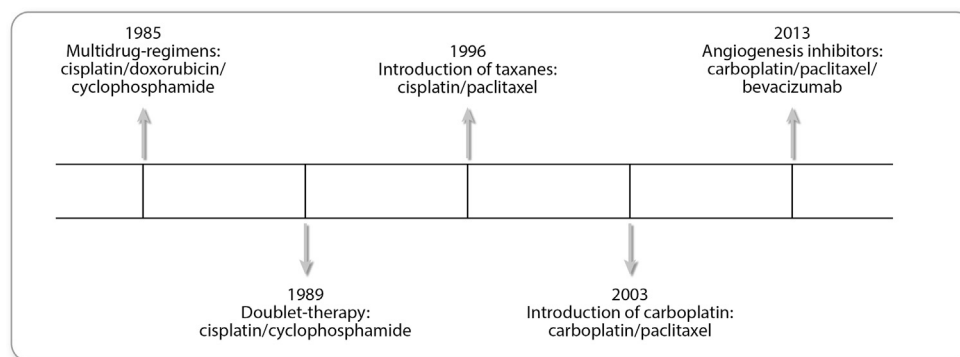 1985
Multidrug-regimens:
cisplatin/doxorubicin/
cyclophosphamide
1996
Introduction of taxanes:
cisplatin/paclitaxel
2013
Angiogenesis inhibitors:
carboplatin/paclitaxel/
bevacizumab
1989
Doublet-therapy:
cisplatin/cyclophosphamide
2003
Introduction of carboplatin:
carboplatin/paclitaxel